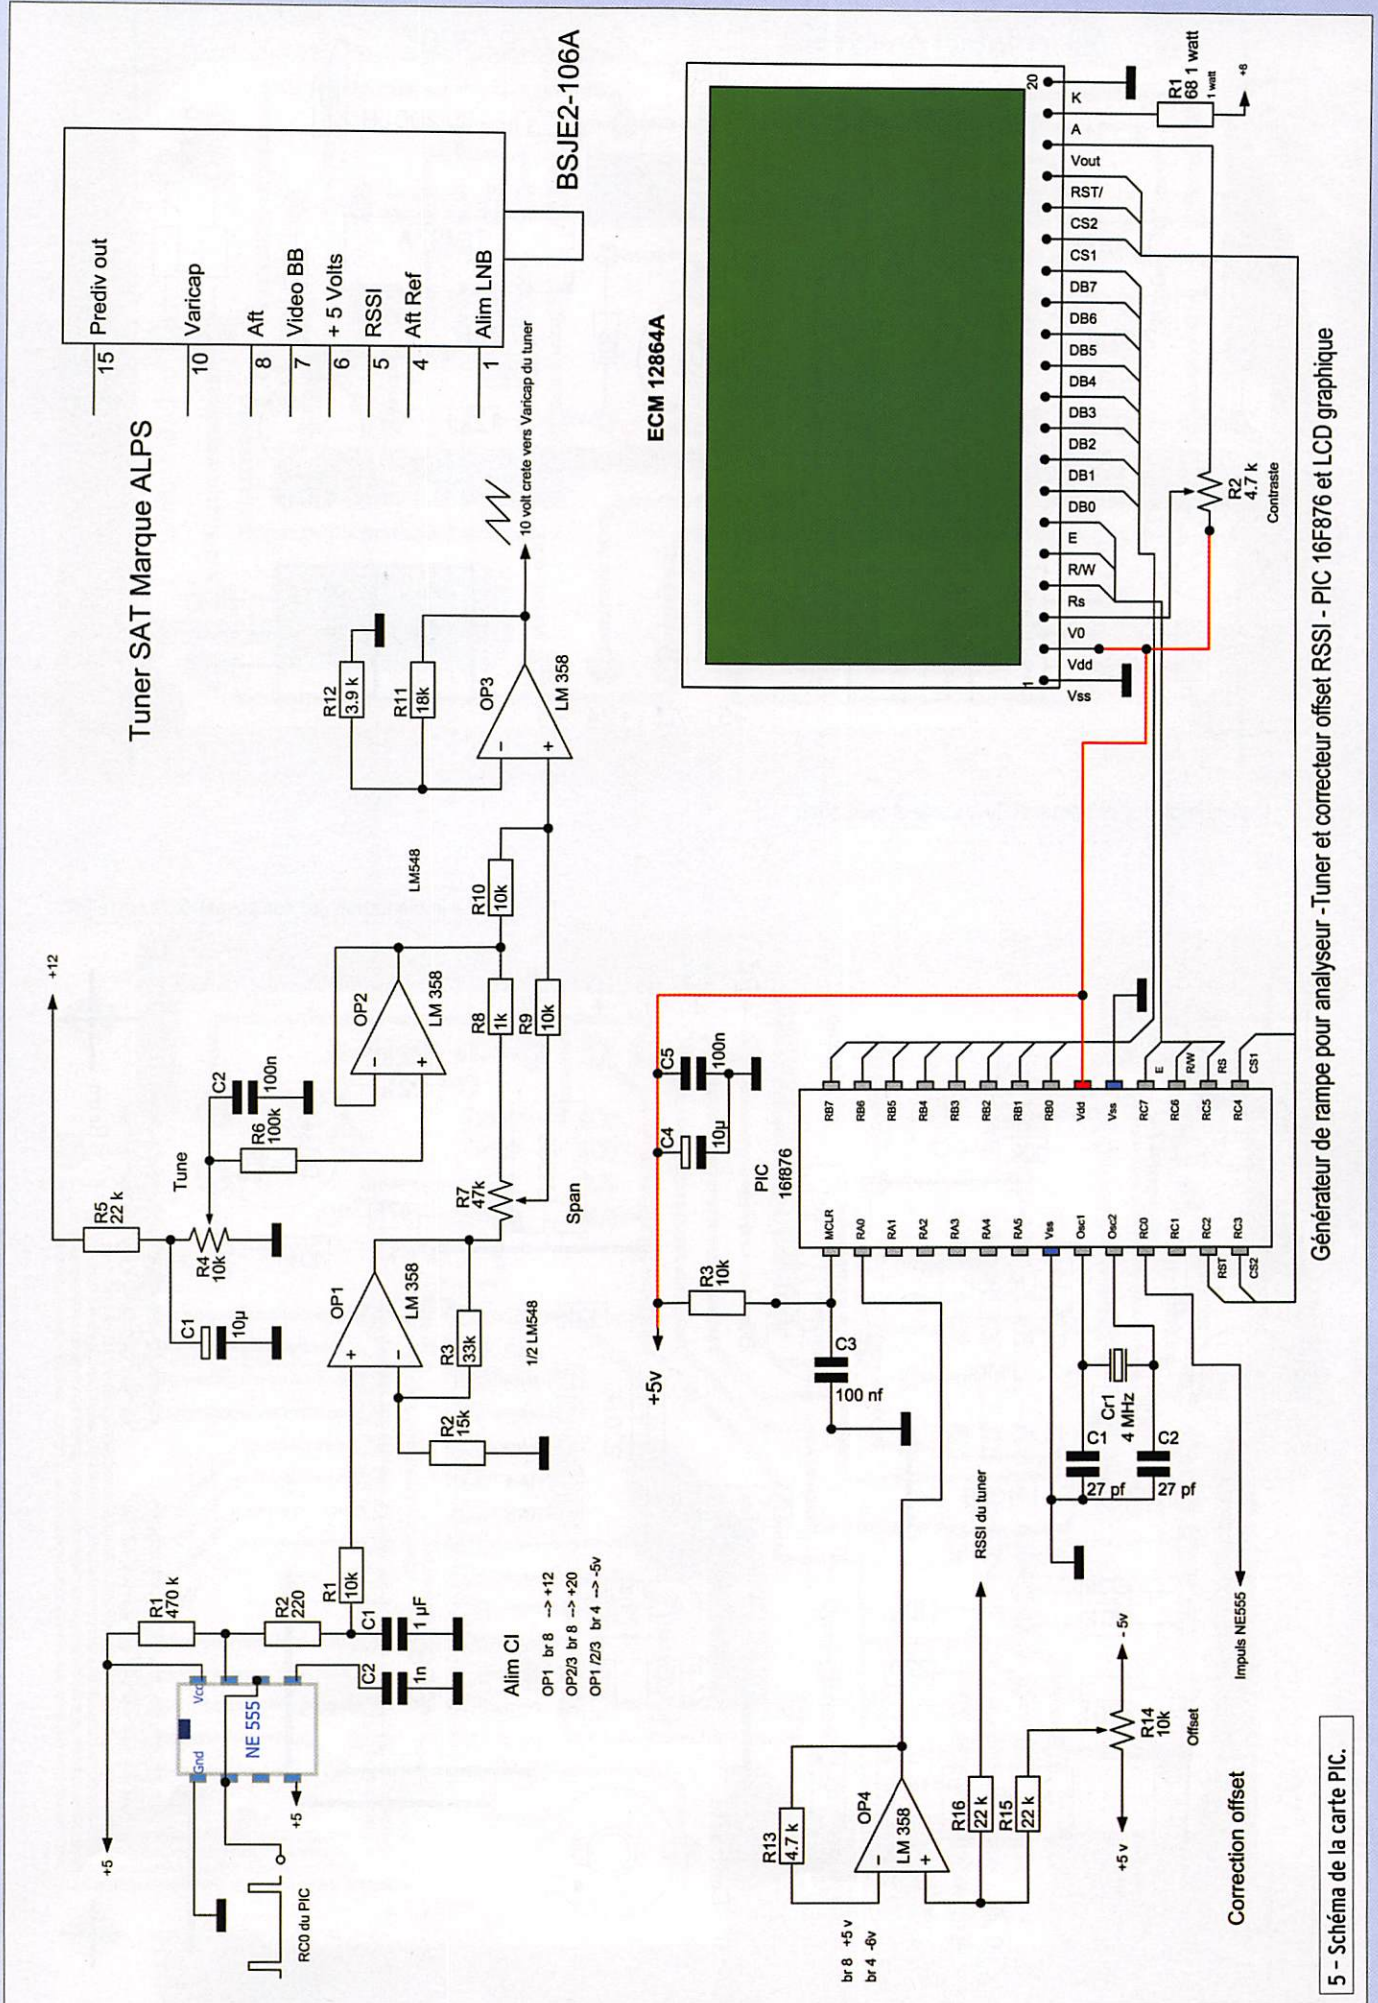 Tuner SAT Marque ALPS
15 Prediv out
10 Varicap
8 Aft
7 Video BB
6 + 5 Volts
5 RSSI
4 Aft Ref
1 Alim LNB
BSJE2-106A
+12
R5
22 k
Tune
R4
10k
C1
10µ
C2
100n
R6
100k
OP2
LM 358
OP1
LM 358
R3
33k
R2
15k
1/2 LM548
R7
47k
Span
R8
1k
R9
10k
R10
10k
LM548
R12
3.9 k
R11
18k
OP3
LM 358
10 volt crete vers Varicap du tuner
+5
R1
470 k
R2
220
R1
10k
C1
1 µF
C2
1n
Vcc
Gnd
NE 555
+5
RC0 du PIC
Alim CI
OP1 br 8 --> +12
OP2/3 br 8 --> +20
OP1 /2/3 br 4 --> -5v
ECM 12864A
20
1
K
A
Vout
RST/
CS2
CS1
DB7
DB6
DB5
DB4
DB3
DB2
DB1
DB0
E
R/W
Rs
V0
Vdd
Vss
R1
68 1 watt
1 watt
+8
R2
4.7 k
Contraste
+5v
R3
10k
C4
10µ
C5
100n
C3
100 nf
PIC
16f876
MCLR
RA0
RA1
RA2
RA3
RA4
RA5
Vss
Osc1
Osc2
RC0
RC1
RC2
RC3
RST
CS2
RB7
RB6
RB5
RB4
RB3
RB2
RB1
RB0
Vdd
Vss
RC7
RC6
RC5
RC4
E
R/W
RS
CS1
Cr1
4 MHz
C1
27 pf
C2
27 pf
Impuls NE555
R13
4.7 k
OP4
LM 358
br 8 +5 v
br 4 -6v
R16
22 k
R15
22 k
RSSI du tuner
R14
10k
Offset
+5 v
- 5v
Correction offset
Générateur de rampe pour analyseur -Tuner et correcteur offset RSSI - PIC 16F876 et LCD graphique
5 - Schéma de la carte PIC.